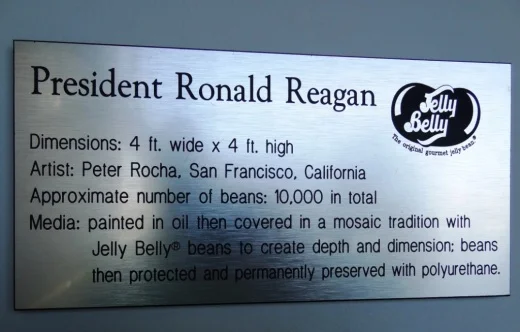 President Ronald Reagan
Jelly
Belly
The original gourmet jelly bean.®
Dimensions: 4 ft. wide x 4 ft. high
Artist: Peter Rocha, San Francisco, California
Approximate number of beans: 10,000 in total
Media: painted in oil then covered in a mosaic tradition with
Jelly Belly® beans to create depth and dimension; beans
then protected and permanently preserved with polyurethane.